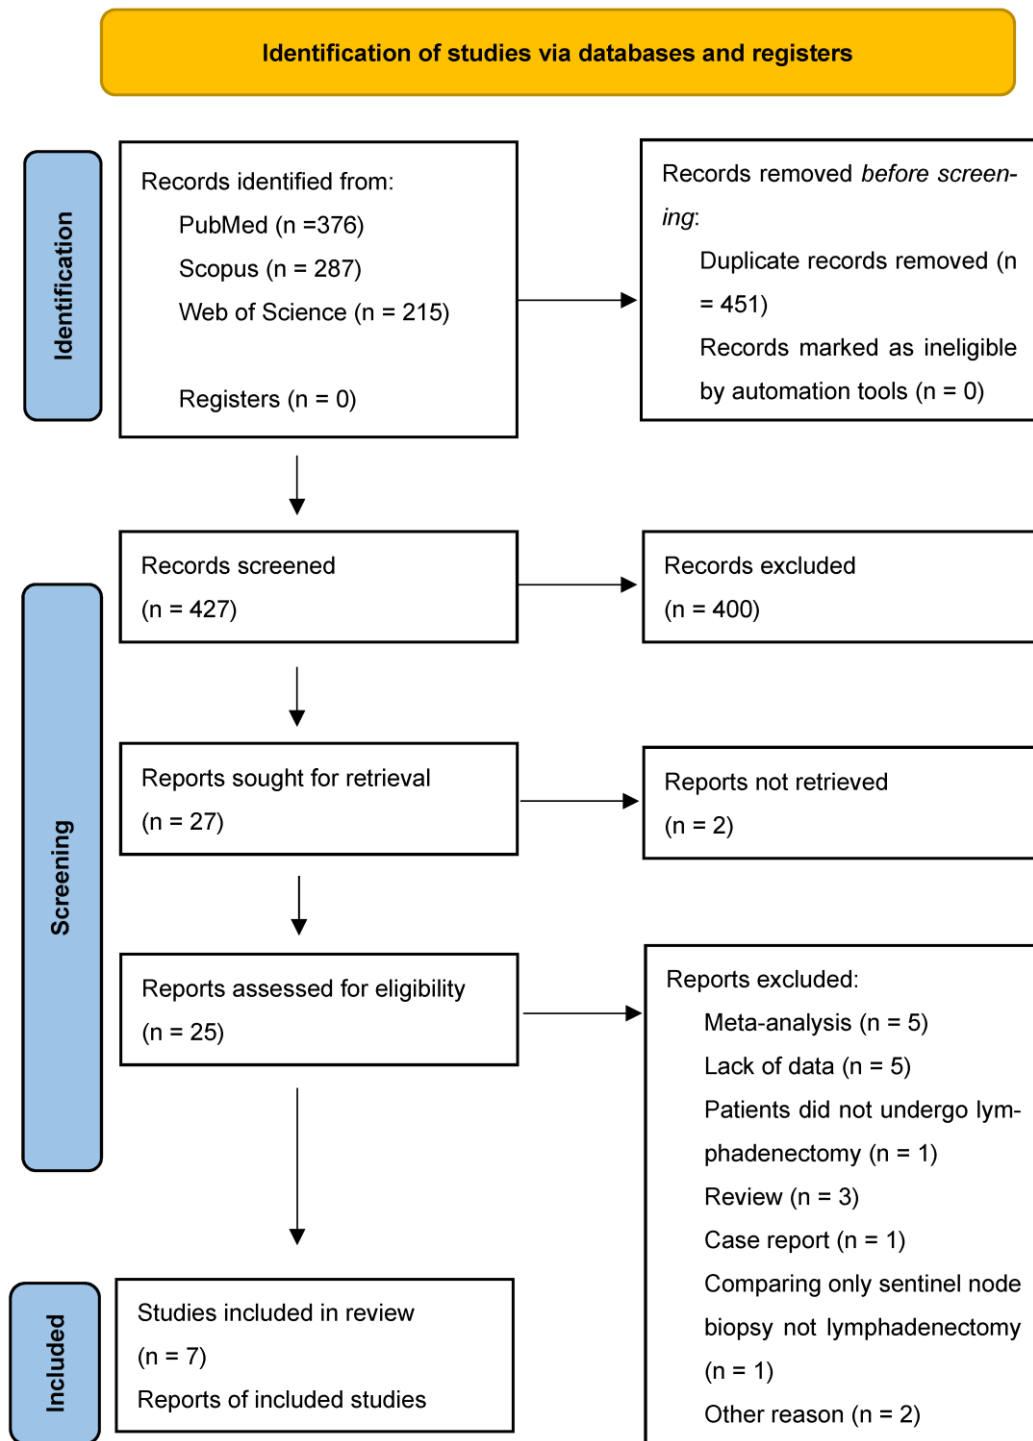 Identification of studies via databases and registers
Identification
Records identified from:
PubMed (n =376)
Scopus (n = 287)
Web of Science (n = 215)
Registers (n = 0)
Records removed before screen-
ing:
Duplicate records removed (n
= 451)
Records marked as ineligible
by automation tools (n = 0)
Screening
Records screened
(n = 427)
Records excluded
(n = 400)
Reports sought for retrieval
(n = 27)
Reports not retrieved
(n = 2)
Reports assessed for eligibility
(n = 25)
Reports excluded:
Meta-analysis (n = 5)
Lack of data (n = 5)
Patients did not undergo lym-
phadenectomy (n = 1)
Review (n = 3)
Case report (n = 1)
Comparing only sentinel node
biopsy not lymphadenectomy
(n = 1)
Other reason (n = 2)
Included
Studies included in review
(n = 7)
Reports of included studies